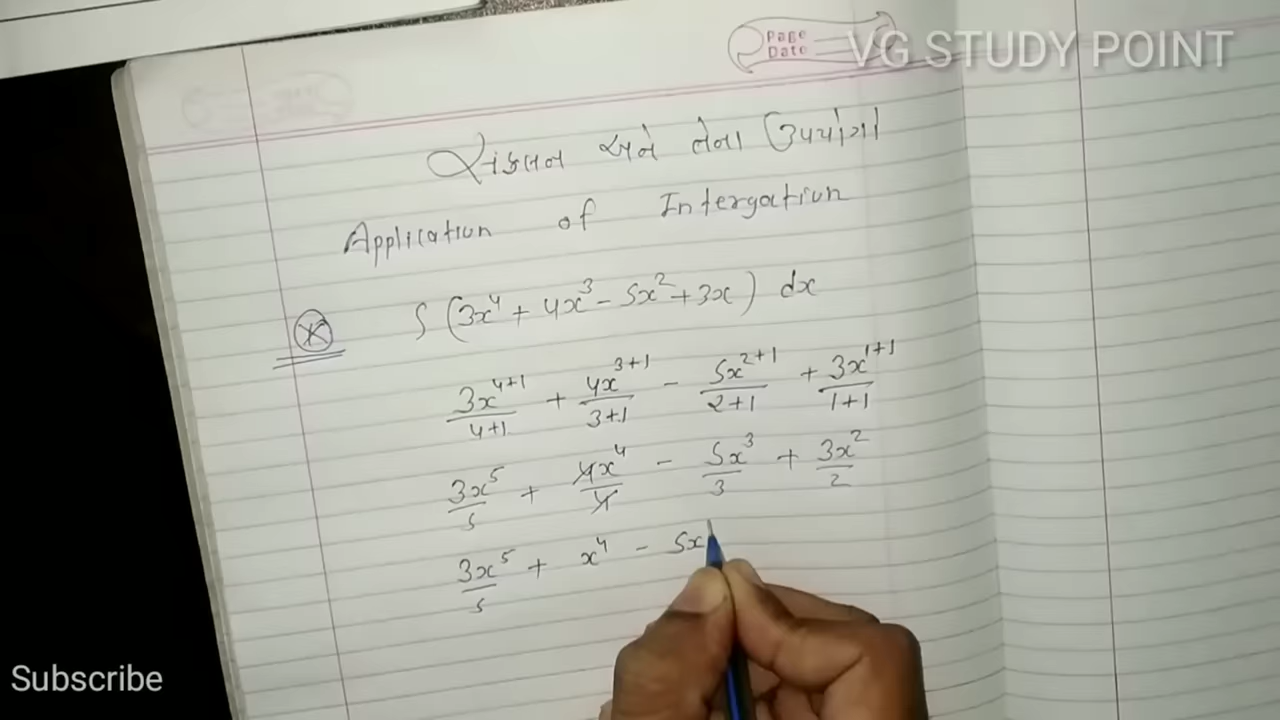 Page
Date
VG STUDY POINT
સંકલન અને તેના ઉપયોગો
Application of Intergation
∫ (3x⁴ + 4x³ - 5x² + 3x) dx
3x⁴⁺¹/4+1 + 4x³⁺¹/3+1 - 5x²⁺¹/2+1 + 3x¹⁺¹/1+1
3x⁵/5 + 4x⁴/4 - 5x³/3 + 3x²/2
3x⁵/5 + x⁴ - 5x
Subscribe